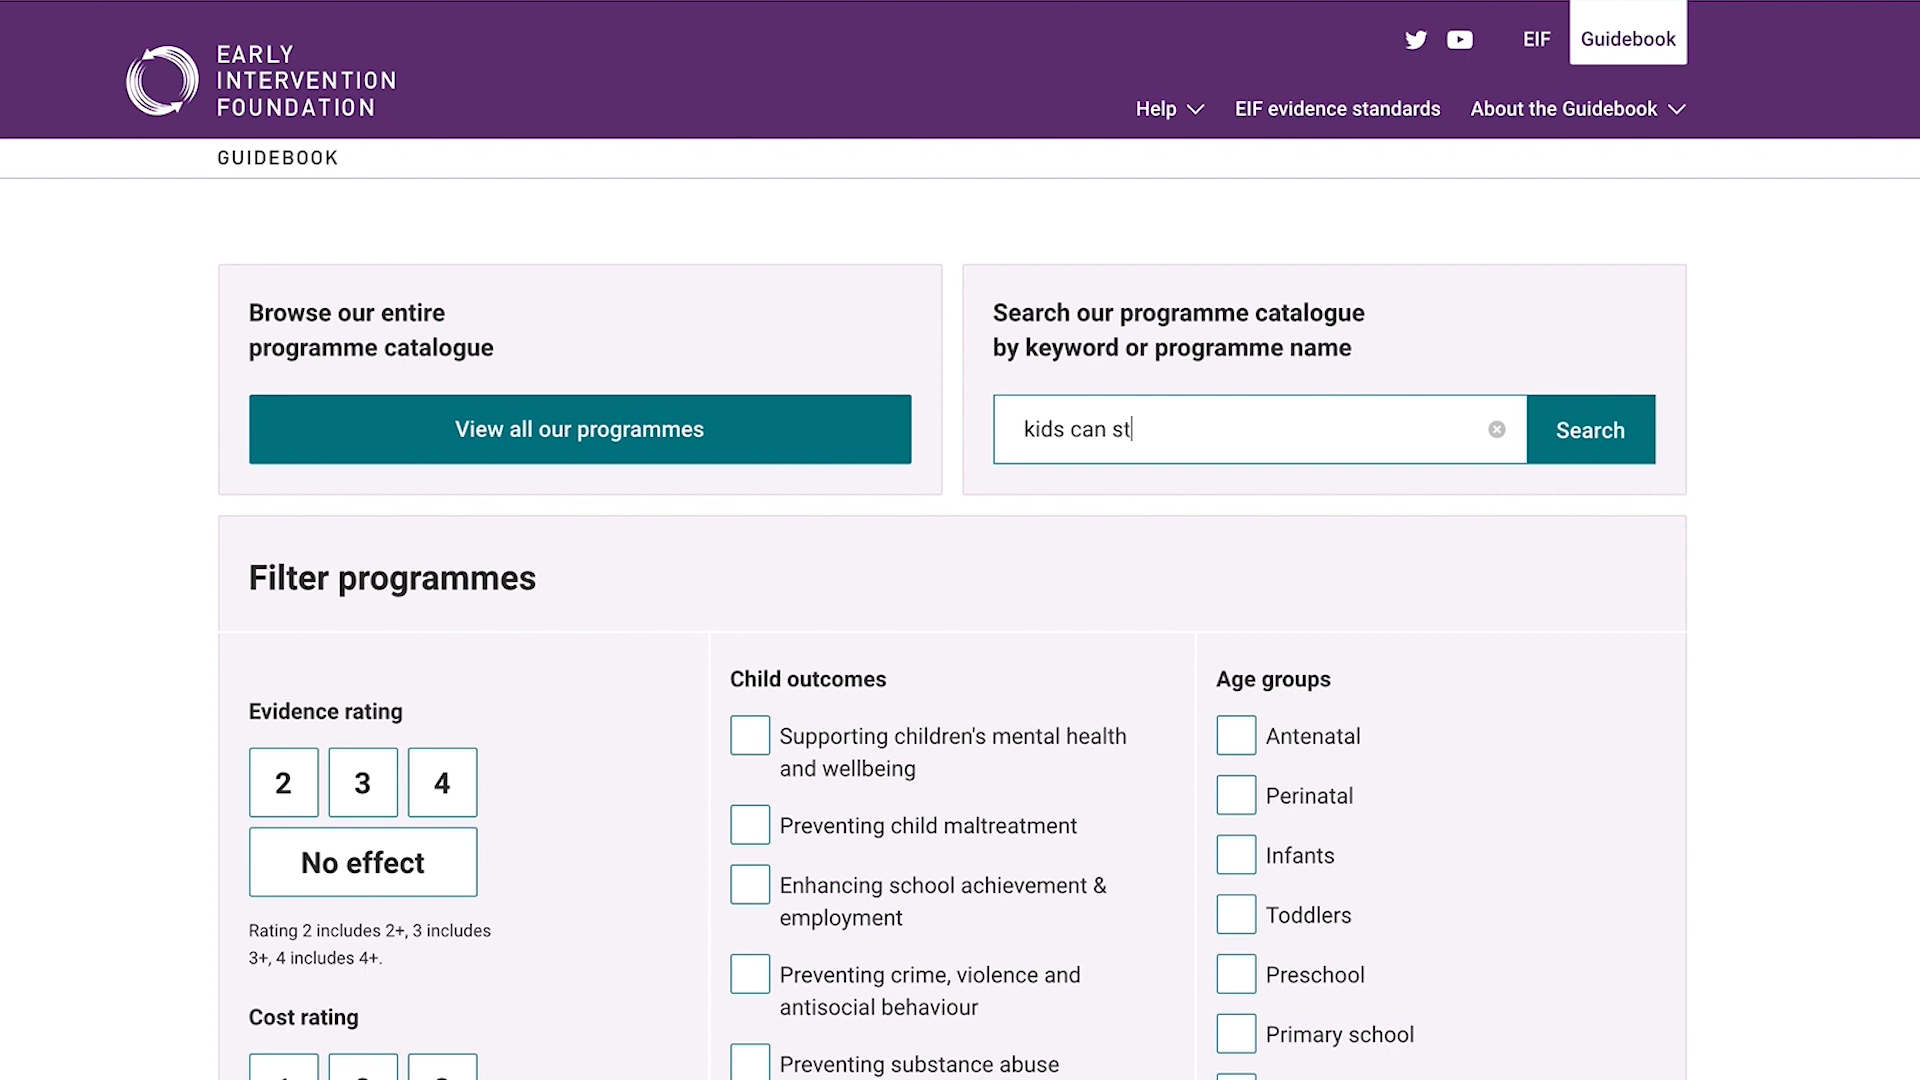 EARLY
INTERVENTION
FOUNDATION
EIF
Guidebook
Help
EIF evidence standards
About the Guidebook
GUIDEBOOK
Browse our entire
programme catalogue
View all our programmes
Search our programme catalogue
by keyword or programme name
kids can st
Search
Filter programmes
Evidence rating
2
3
4
No effect
Rating 2 includes 2+, 3 includes
3+, 4 includes 4+.
Cost rating
Child outcomes
Supporting children's mental health
and wellbeing
Preventing child maltreatment
Enhancing school achievement &
employment
Preventing crime, violence and
antisocial behaviour
Preventing substance abuse
Age groups
Antenatal
Perinatal
Infants
Toddlers
Preschool
Primary school